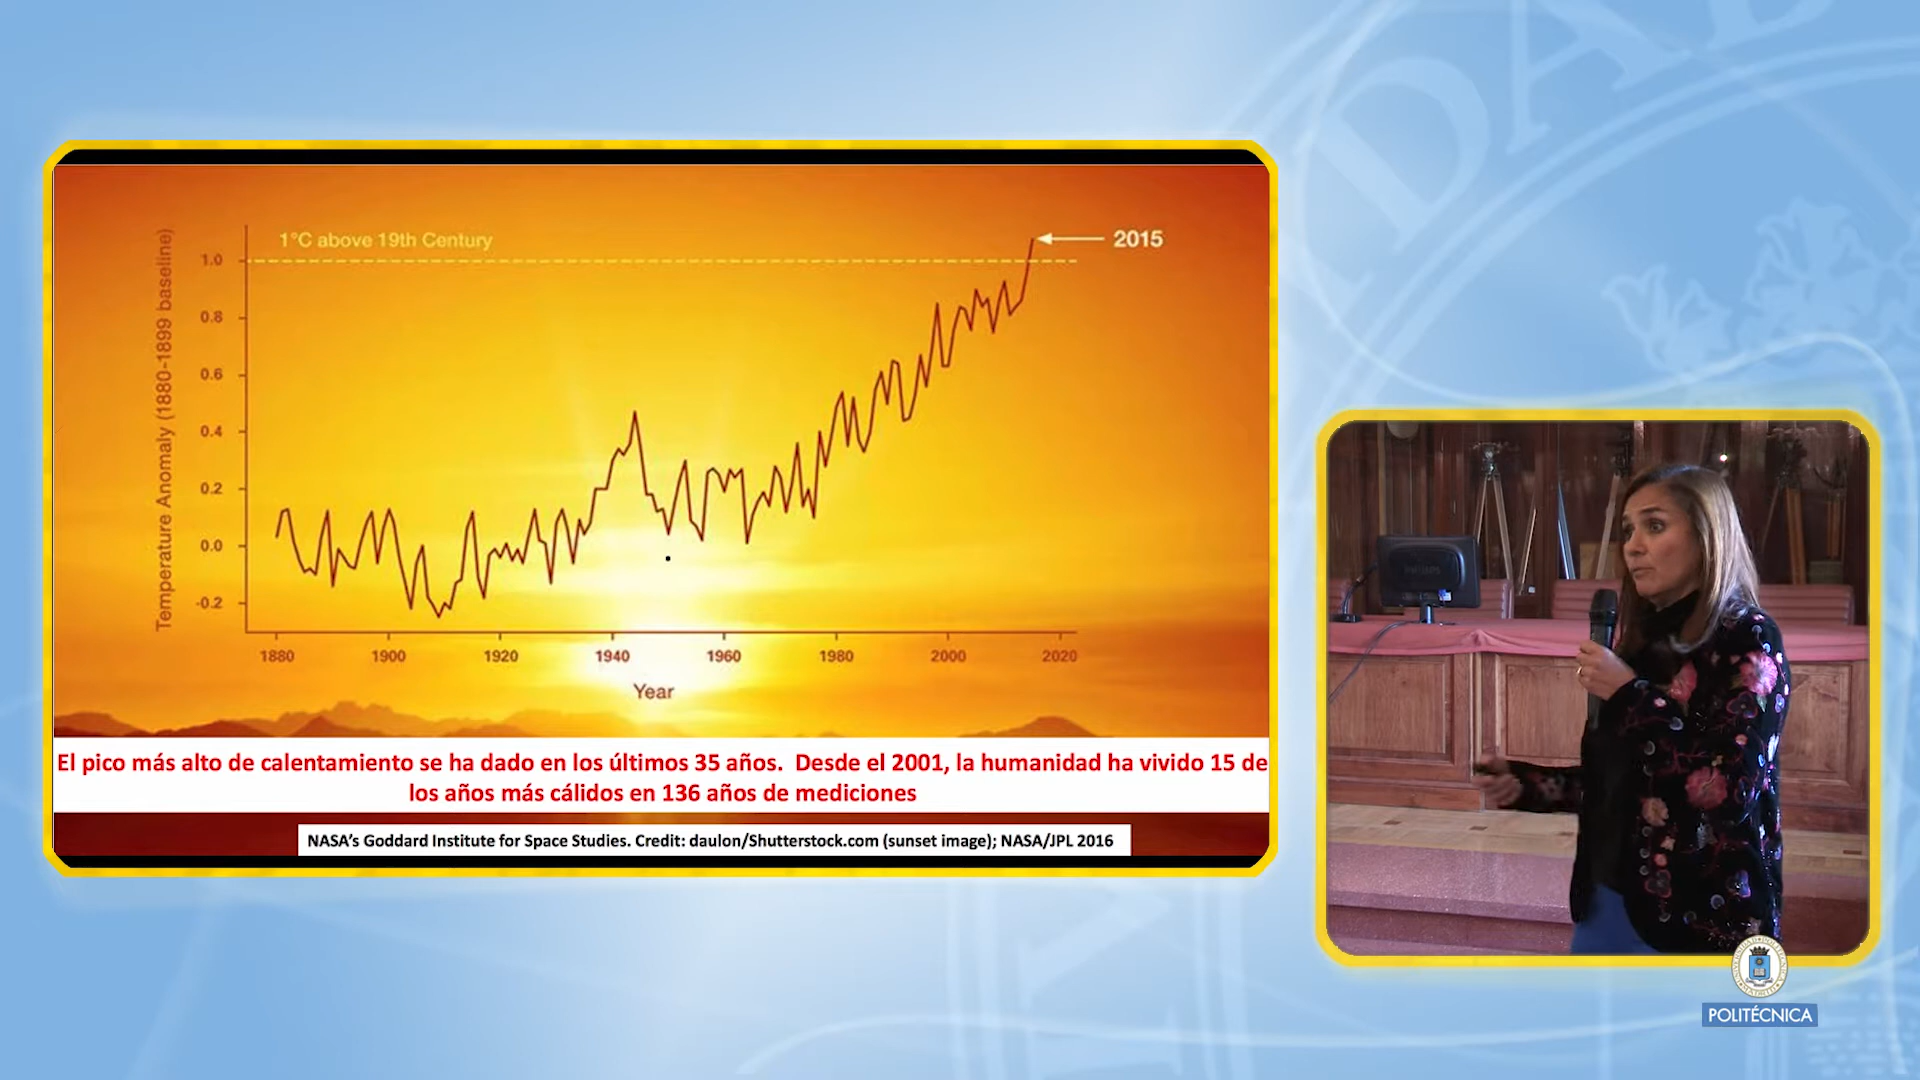 1°C above 19th Century
2015
Temperature Anomaly (1880-1899 baseline)
1.0
0.8
0.6
0.4
0.2
0.0
-0.2
1880 1900 1920 1940 1960 1980 2000 2020
Year
El pico más alto de calentamiento se ha dado en los últimos 35 años. Desde el 2001, la humanidad ha vivido 15 de
los años más cálidos en 136 años de mediciones
NASA’s Goddard Institute for Space Studies. Credit: daulon/Shutterstock.com (sunset image); NASA/JPL 2016
PHILIPS
POLITÉCNICA